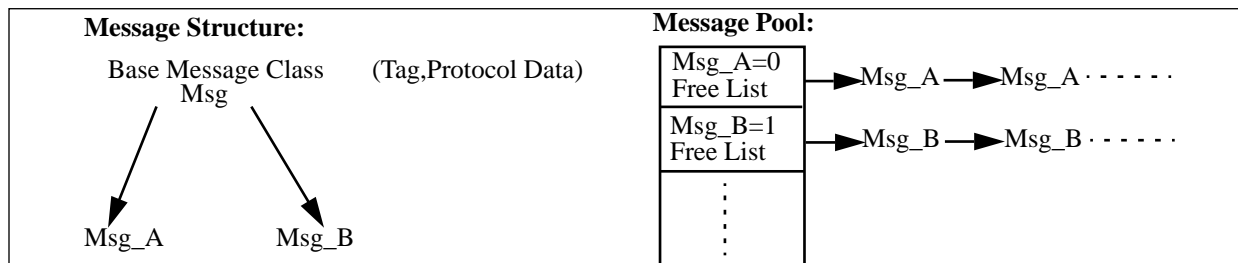 Message Structure:
Base Message Class (Tag,Protocol Data)
Msg
Msg_A Msg_B
Message Pool:
Msg_A=0
Free List
Msg_A Msg_A
Msg_B=1
Free List
Msg_B Msg_B